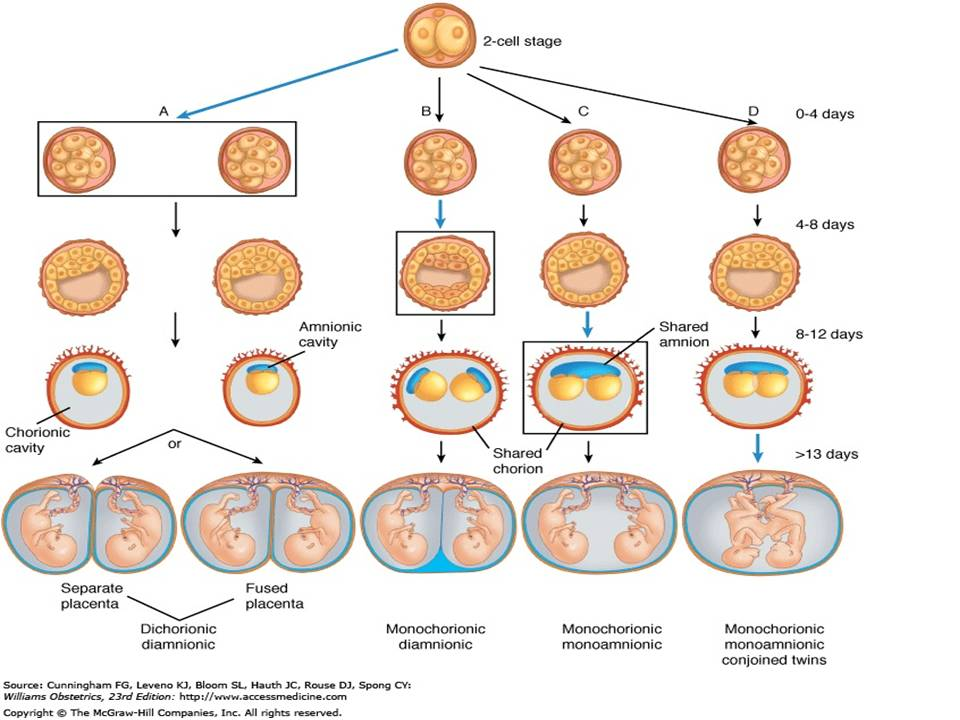 2-cell stage
A
B
C
D
0-4 days
4-8 days
Amnionic
cavity
Shared
amnion
8-12 days
Chorionic
cavity
or
Shared
chorion
>13 days
Separate
placenta
Fused
placenta
Dichorionic
diamnionic
Monochorionic
diamnionic
Monochorionic
monoamnionic
Monochorionic
monoamnionic
conjoined twins
Source: Cunningham FG, Leveno KJ, Bloom SL, Hauth JC, Rouse DJ, Spong CY:
Williams Obstetrics, 23rd Edition: http://www.accessmedicine.com
Copyright © The McGraw-Hill Companies, Inc. All rights reserved.